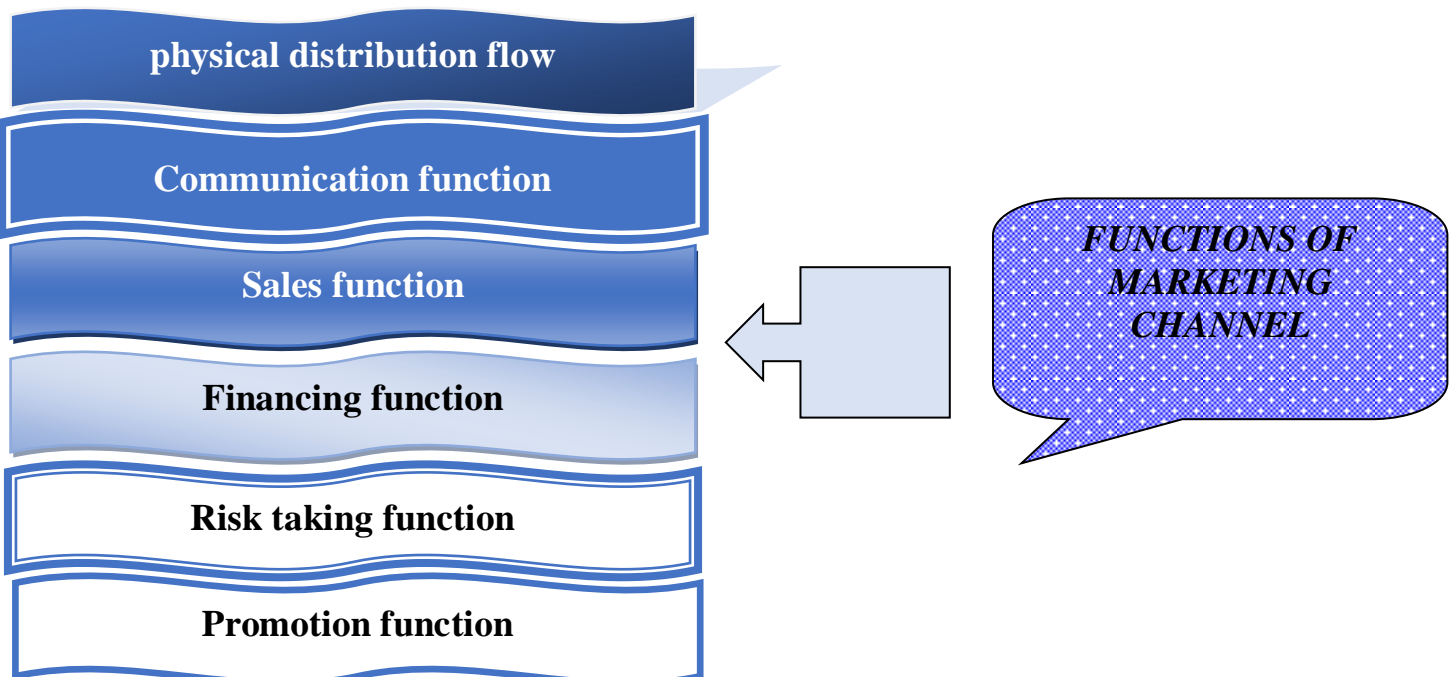 physical distribution flow
Communication function
Sales function
Financing function
Risk taking function
Promotion function
FUNCTIONS OF
MARKETING
CHANNEL